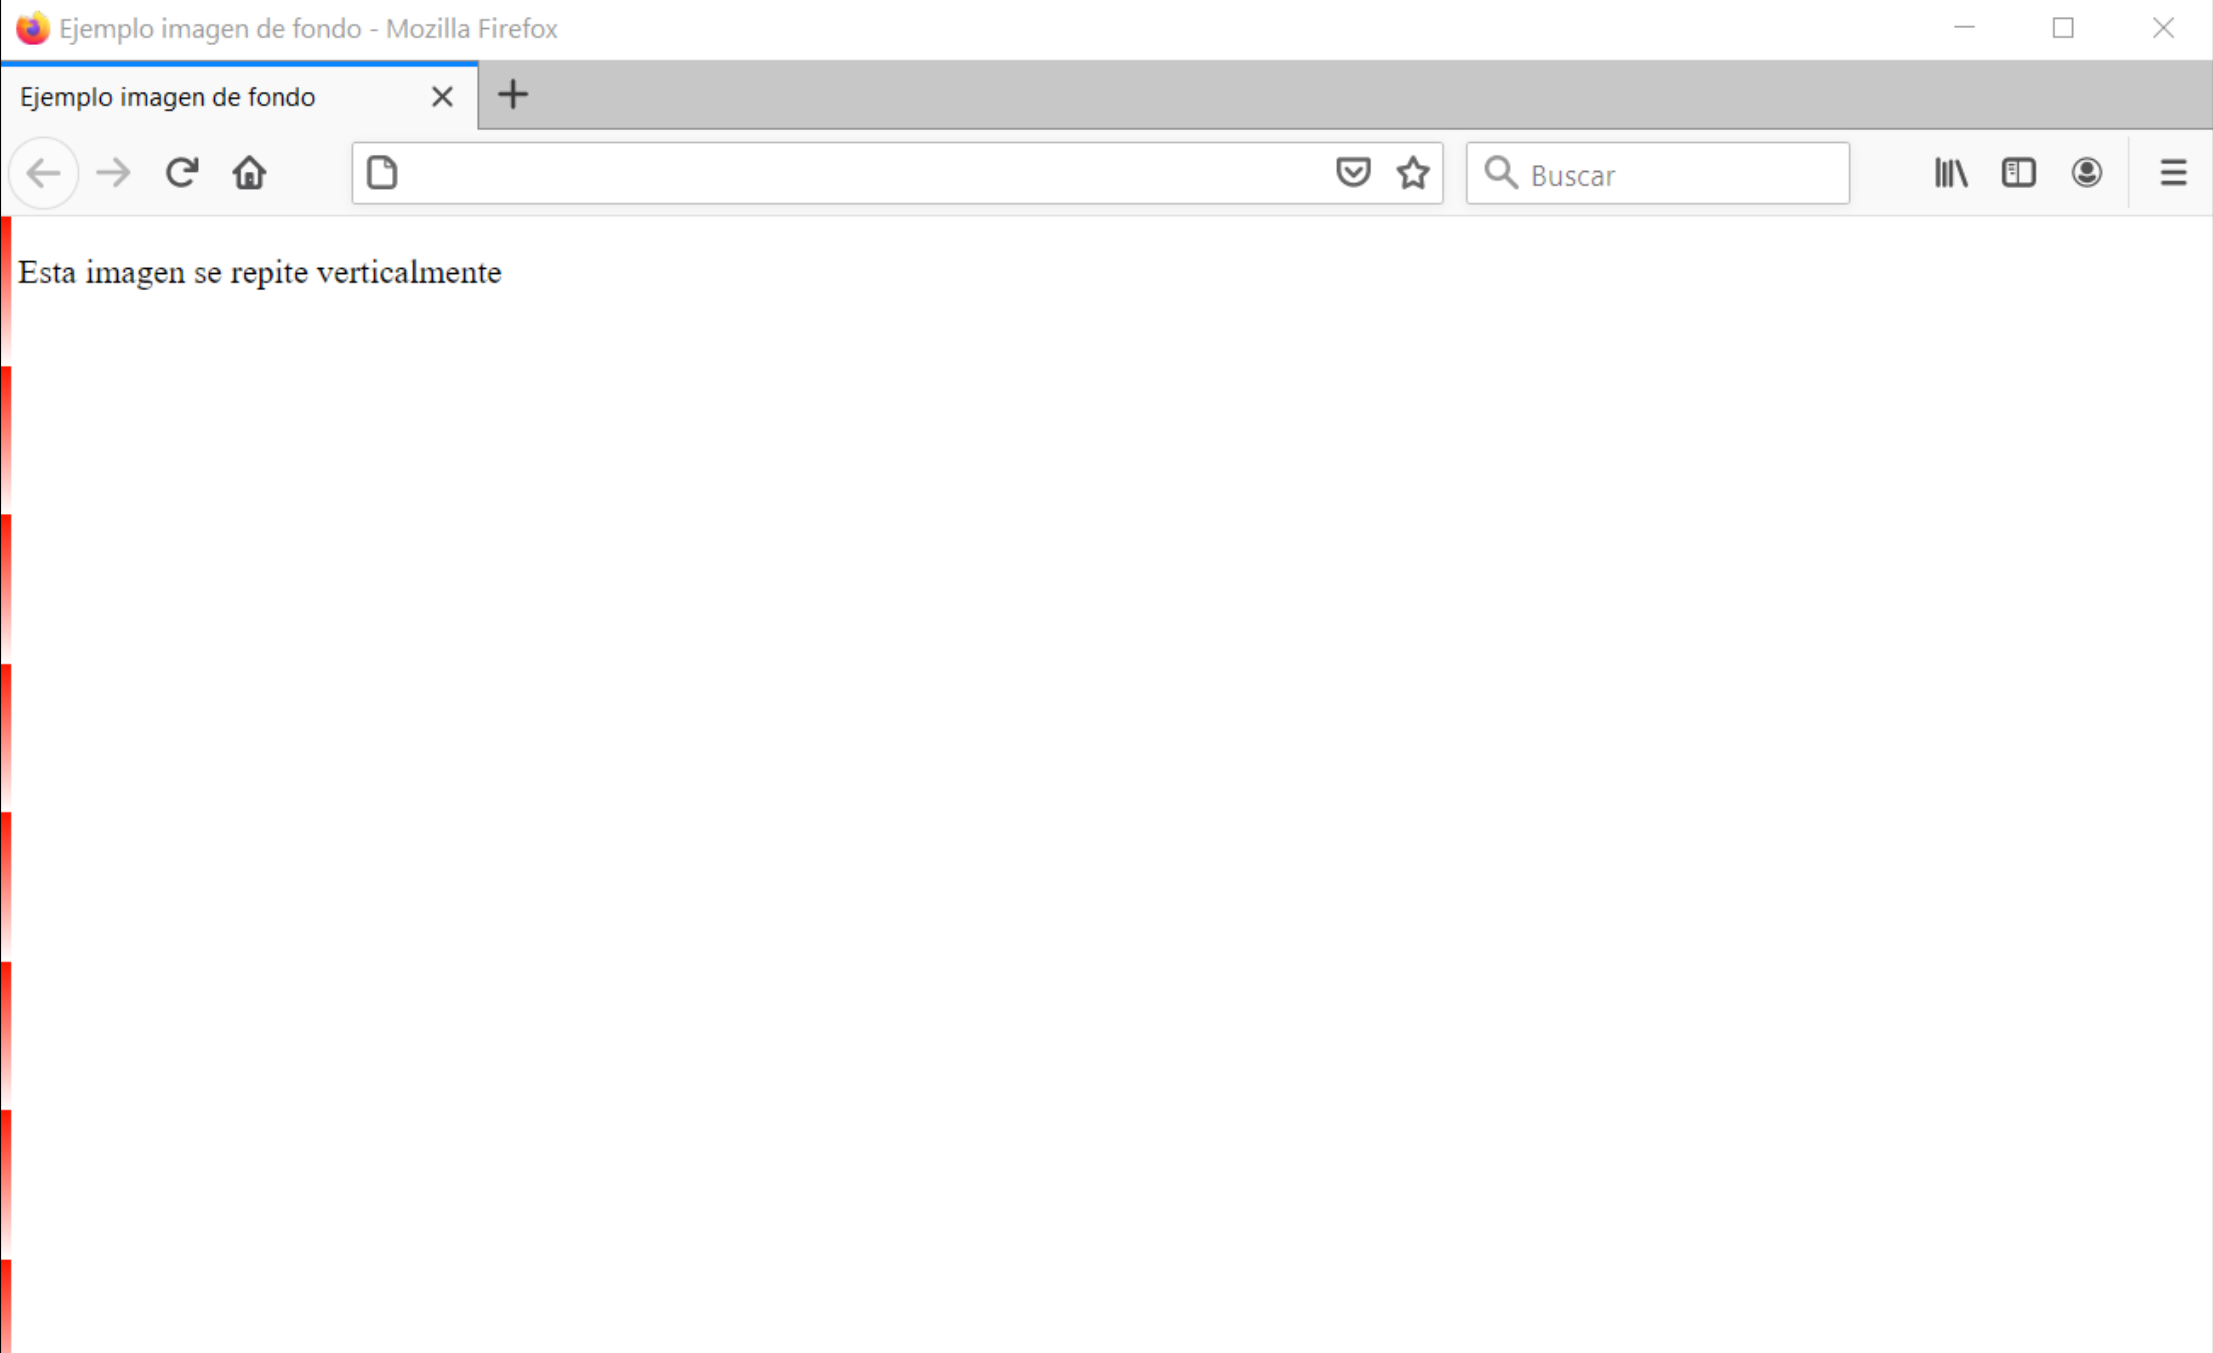 Ejemplo imagen de fondo - Mozilla Firefox
Ejemplo imagen de fondo
Buscar
Esta imagen se repite verticalmente